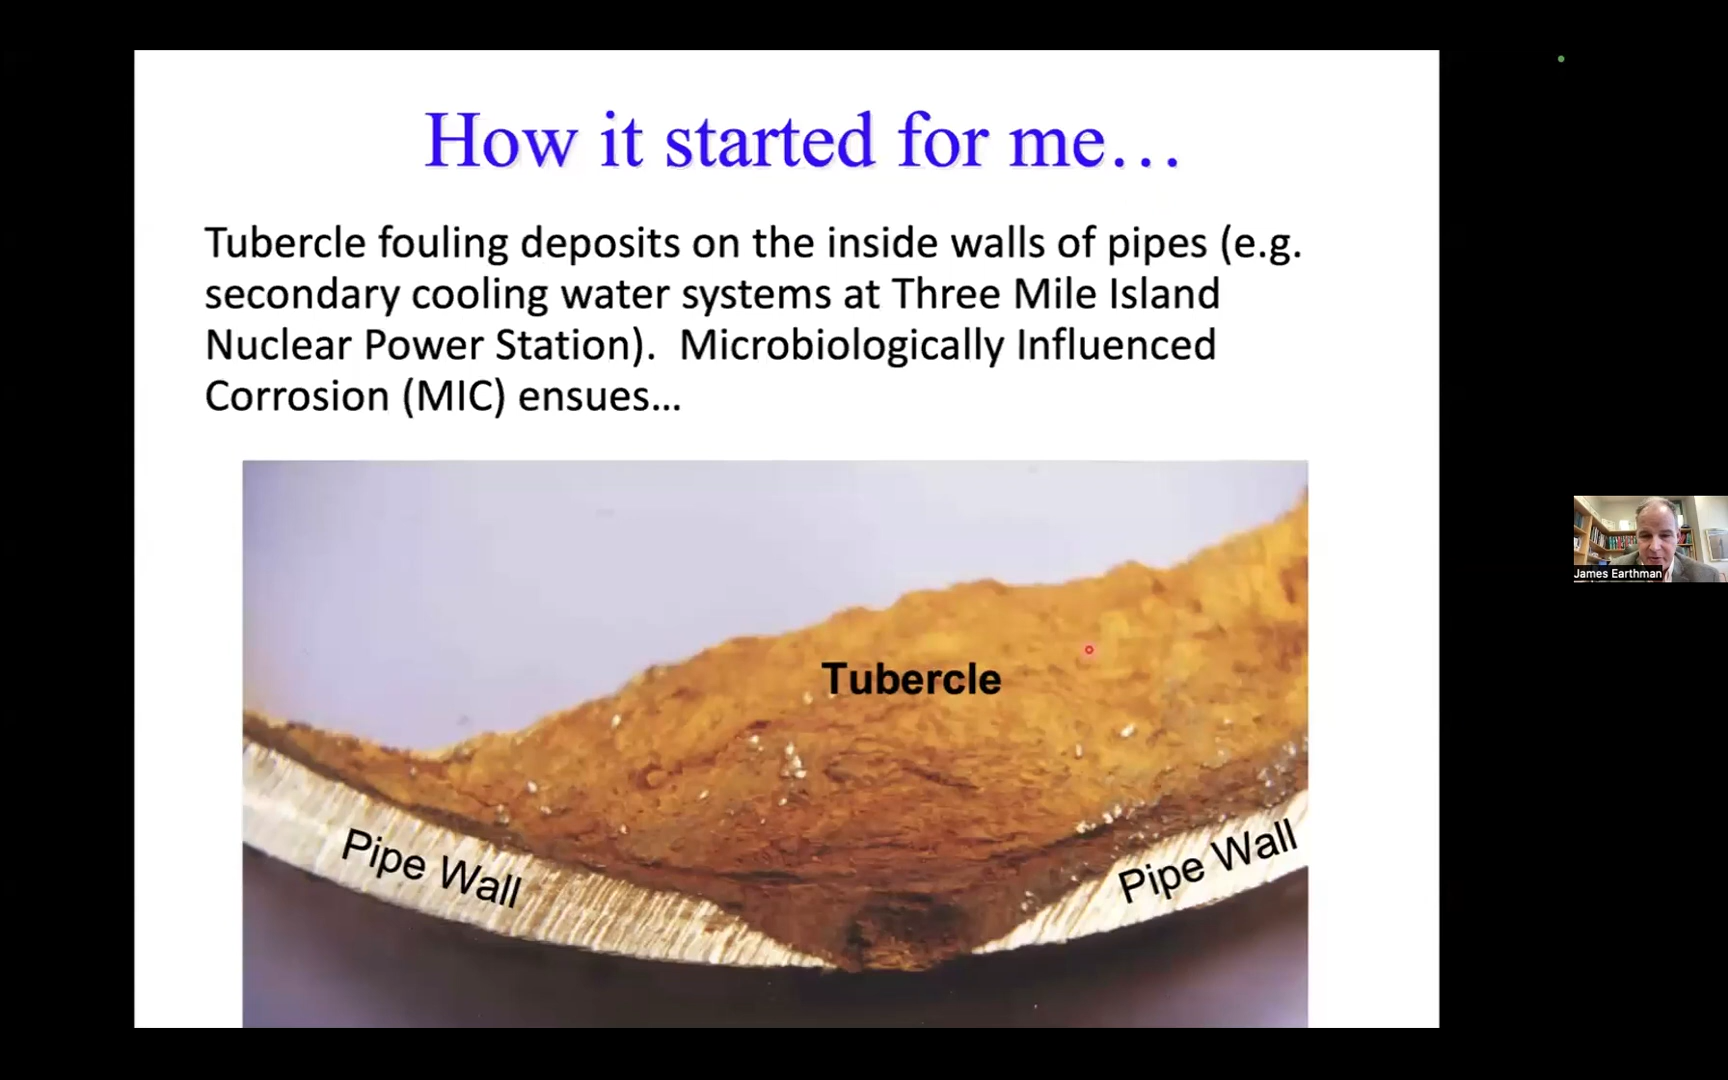 How it started for me…
Tubercle fouling deposits on the inside walls of pipes (e.g.
secondary cooling water systems at Three Mile Island
Nuclear Power Station).  Microbiologically Influenced
Corrosion (MIC) ensues…
Tubercle
Pipe Wall
Pipe Wall
James Earthman